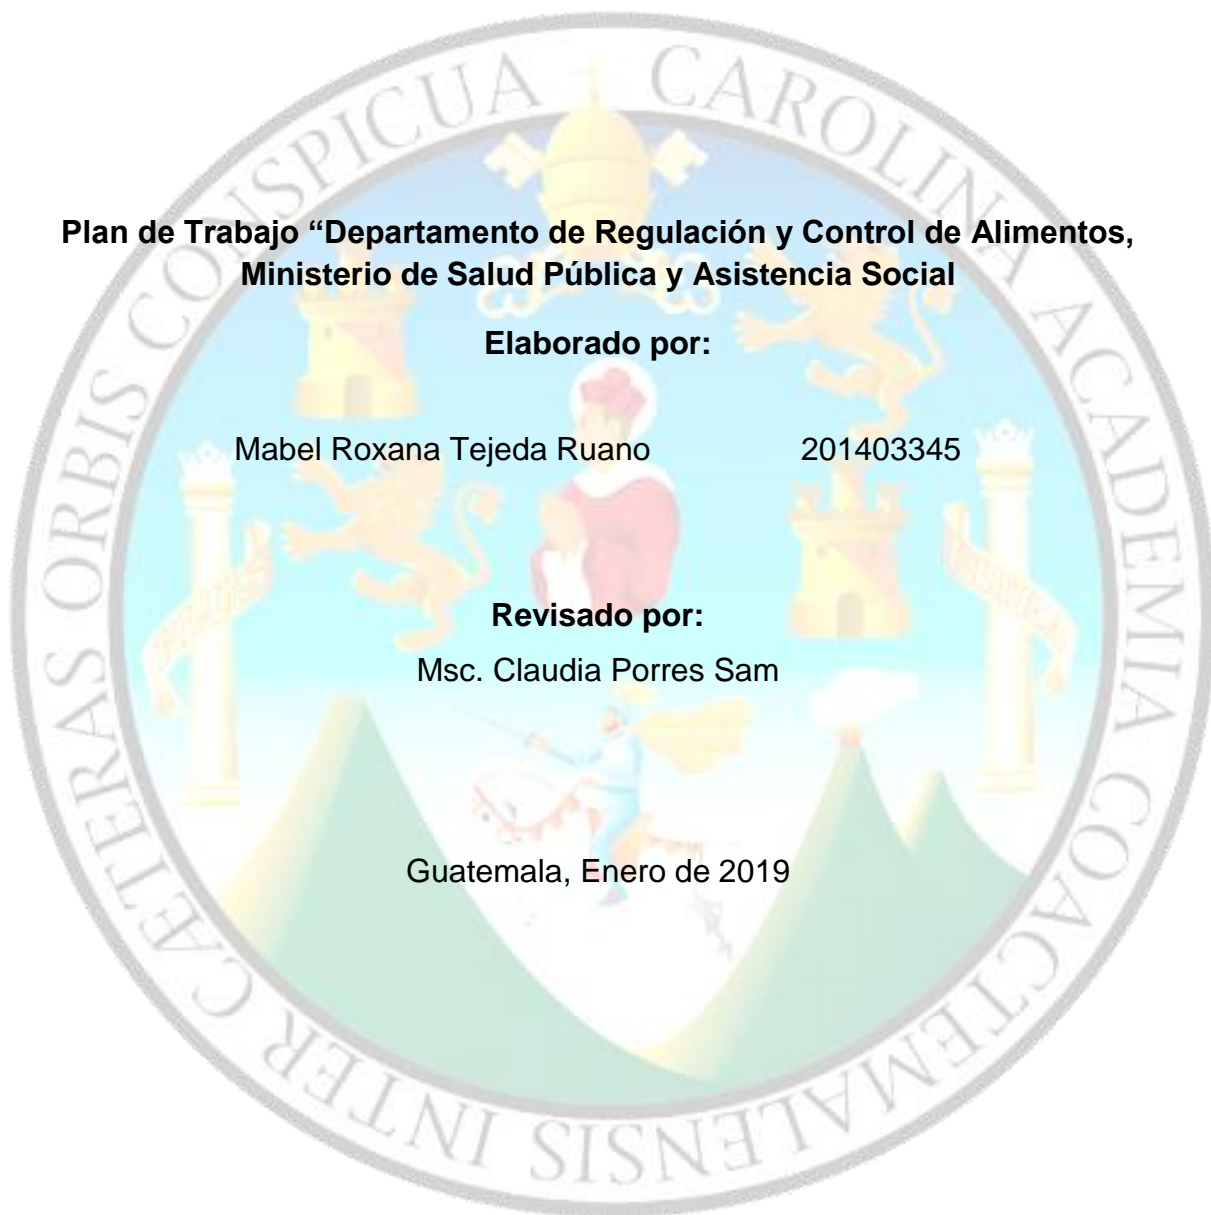 Plan de Trabajo “Departamento de Regulación y Control de Alimentos,
Ministerio de Salud Pública y Asistencia Social
Elaborado por:
Mabel Roxana Tejeda Ruano 201403345
Revisado por:
Msc. Claudia Porres Sam
Guatemala, Enero de 2019
CAROLINA ACADEMIA COACTEMALENSIS INTER CÆTERAS ORBIS CONSPICUA